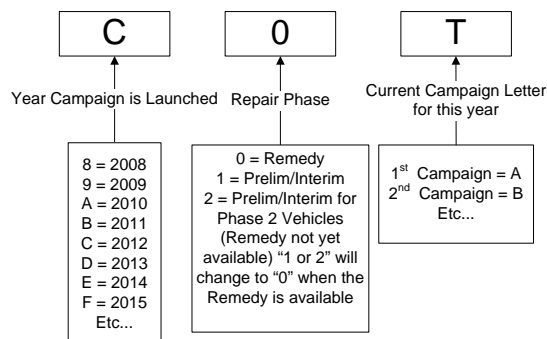 C
0
T
Year Campaign is Launched
Repair Phase
Current Campaign Letter
for this year
8 = 2008
9 = 2009
A = 2010
B = 2011
C = 2012
D = 2013
E = 2014
F = 2015
Etc...
0 = Remedy
1 = Prelim/Interim
2 = Prelim/Interim for
Phase 2 Vehicles
(Remedy not yet
available) “1 or 2” will
change to “0” when the
Remedy is available
1st Campaign = A
2nd Campaign = B
Etc...